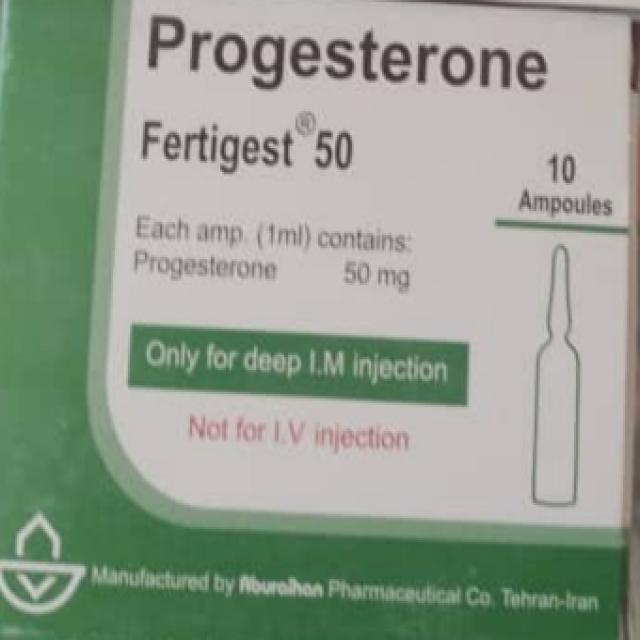 Progesterone
Fertigest® 50
10
Ampoules
Each amp. (1ml) contains:
Progesterone 50 mg
Only for deep I.M injection
Not for I.V injection
Manufactured by Aburaihan Pharmaceutical Co. Tehran-Iran